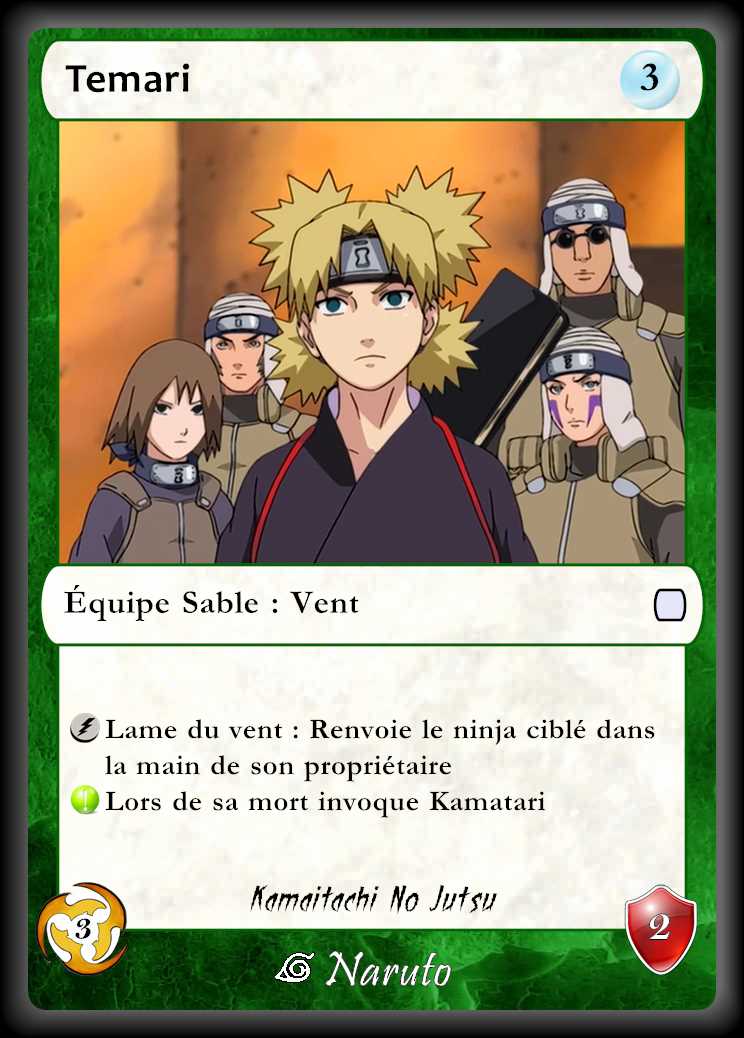 Temari
3
Équipe Sable : Vent
Lame du vent : Renvoie le ninja ciblé dans
la main de son propriétaire
Lors de sa mort invoque Kamatari
Kamaitachi No Jutsu
3
2
Naruto